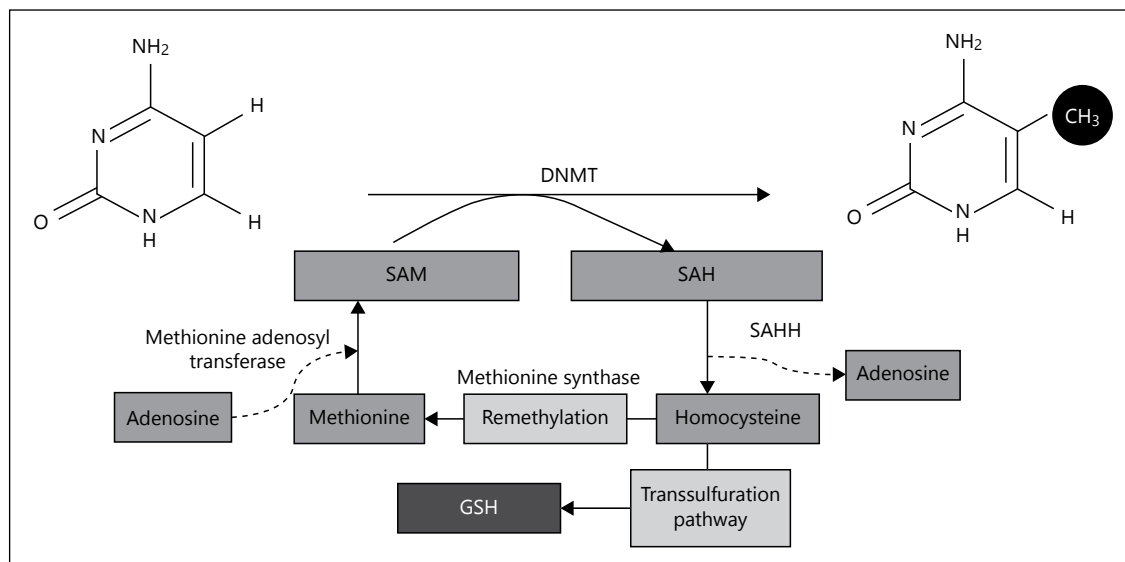 NH₂
H
N
O
N
H
H
DNMT
NH₂
CH₃
N
O
N
H
H
SAM
SAH
Methionine adenosyl
transferase
SAHH
Adenosine
Methionine synthase
Adenosine
Methionine
Remethylation
Homocysteine
GSH
Transsulfuration
pathway